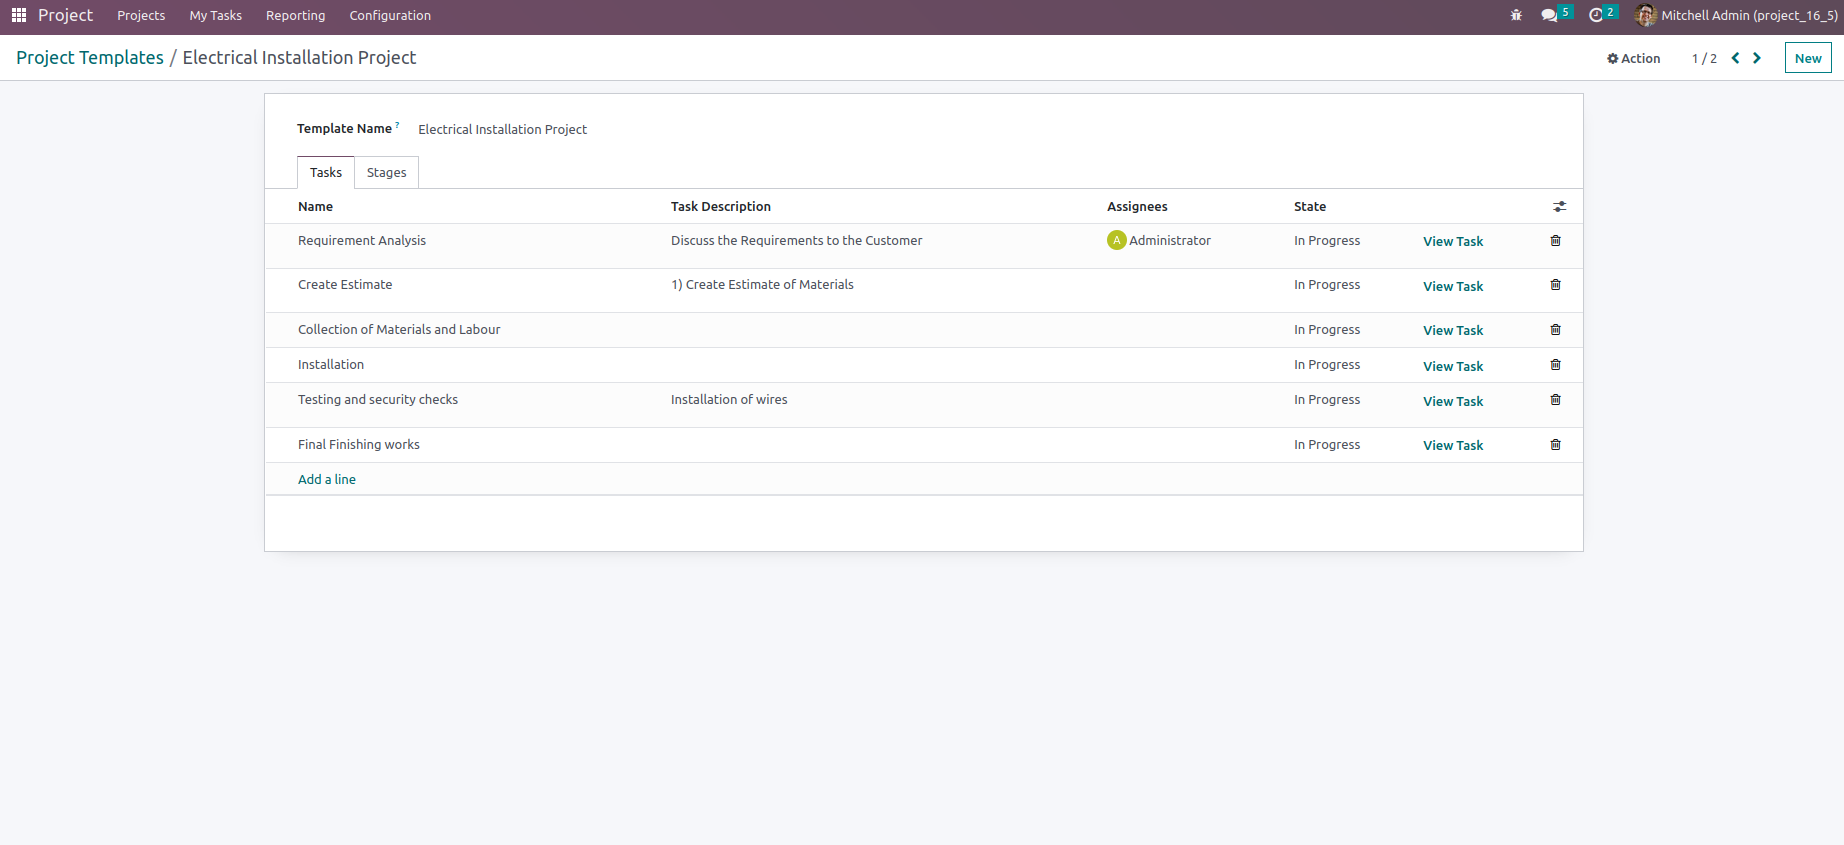 Project Projects My Tasks Reporting Configuration 5 2 Mitchell Admin (project_16_5)
Project Templates / Electrical Installation Project Action 1 / 2 New
Template Name ? Electrical Installation Project
Tasks Stages
Name Task Description Assignees State
Requirement Analysis Discuss the Requirements to the Customer A Administrator In Progress View Task
Create Estimate 1) Create Estimate of Materials In Progress View Task
Collection of Materials and Labour In Progress View Task
Installation In Progress View Task
Testing and security checks Installation of wires In Progress View Task
Final Finishing works In Progress View Task
Add a line